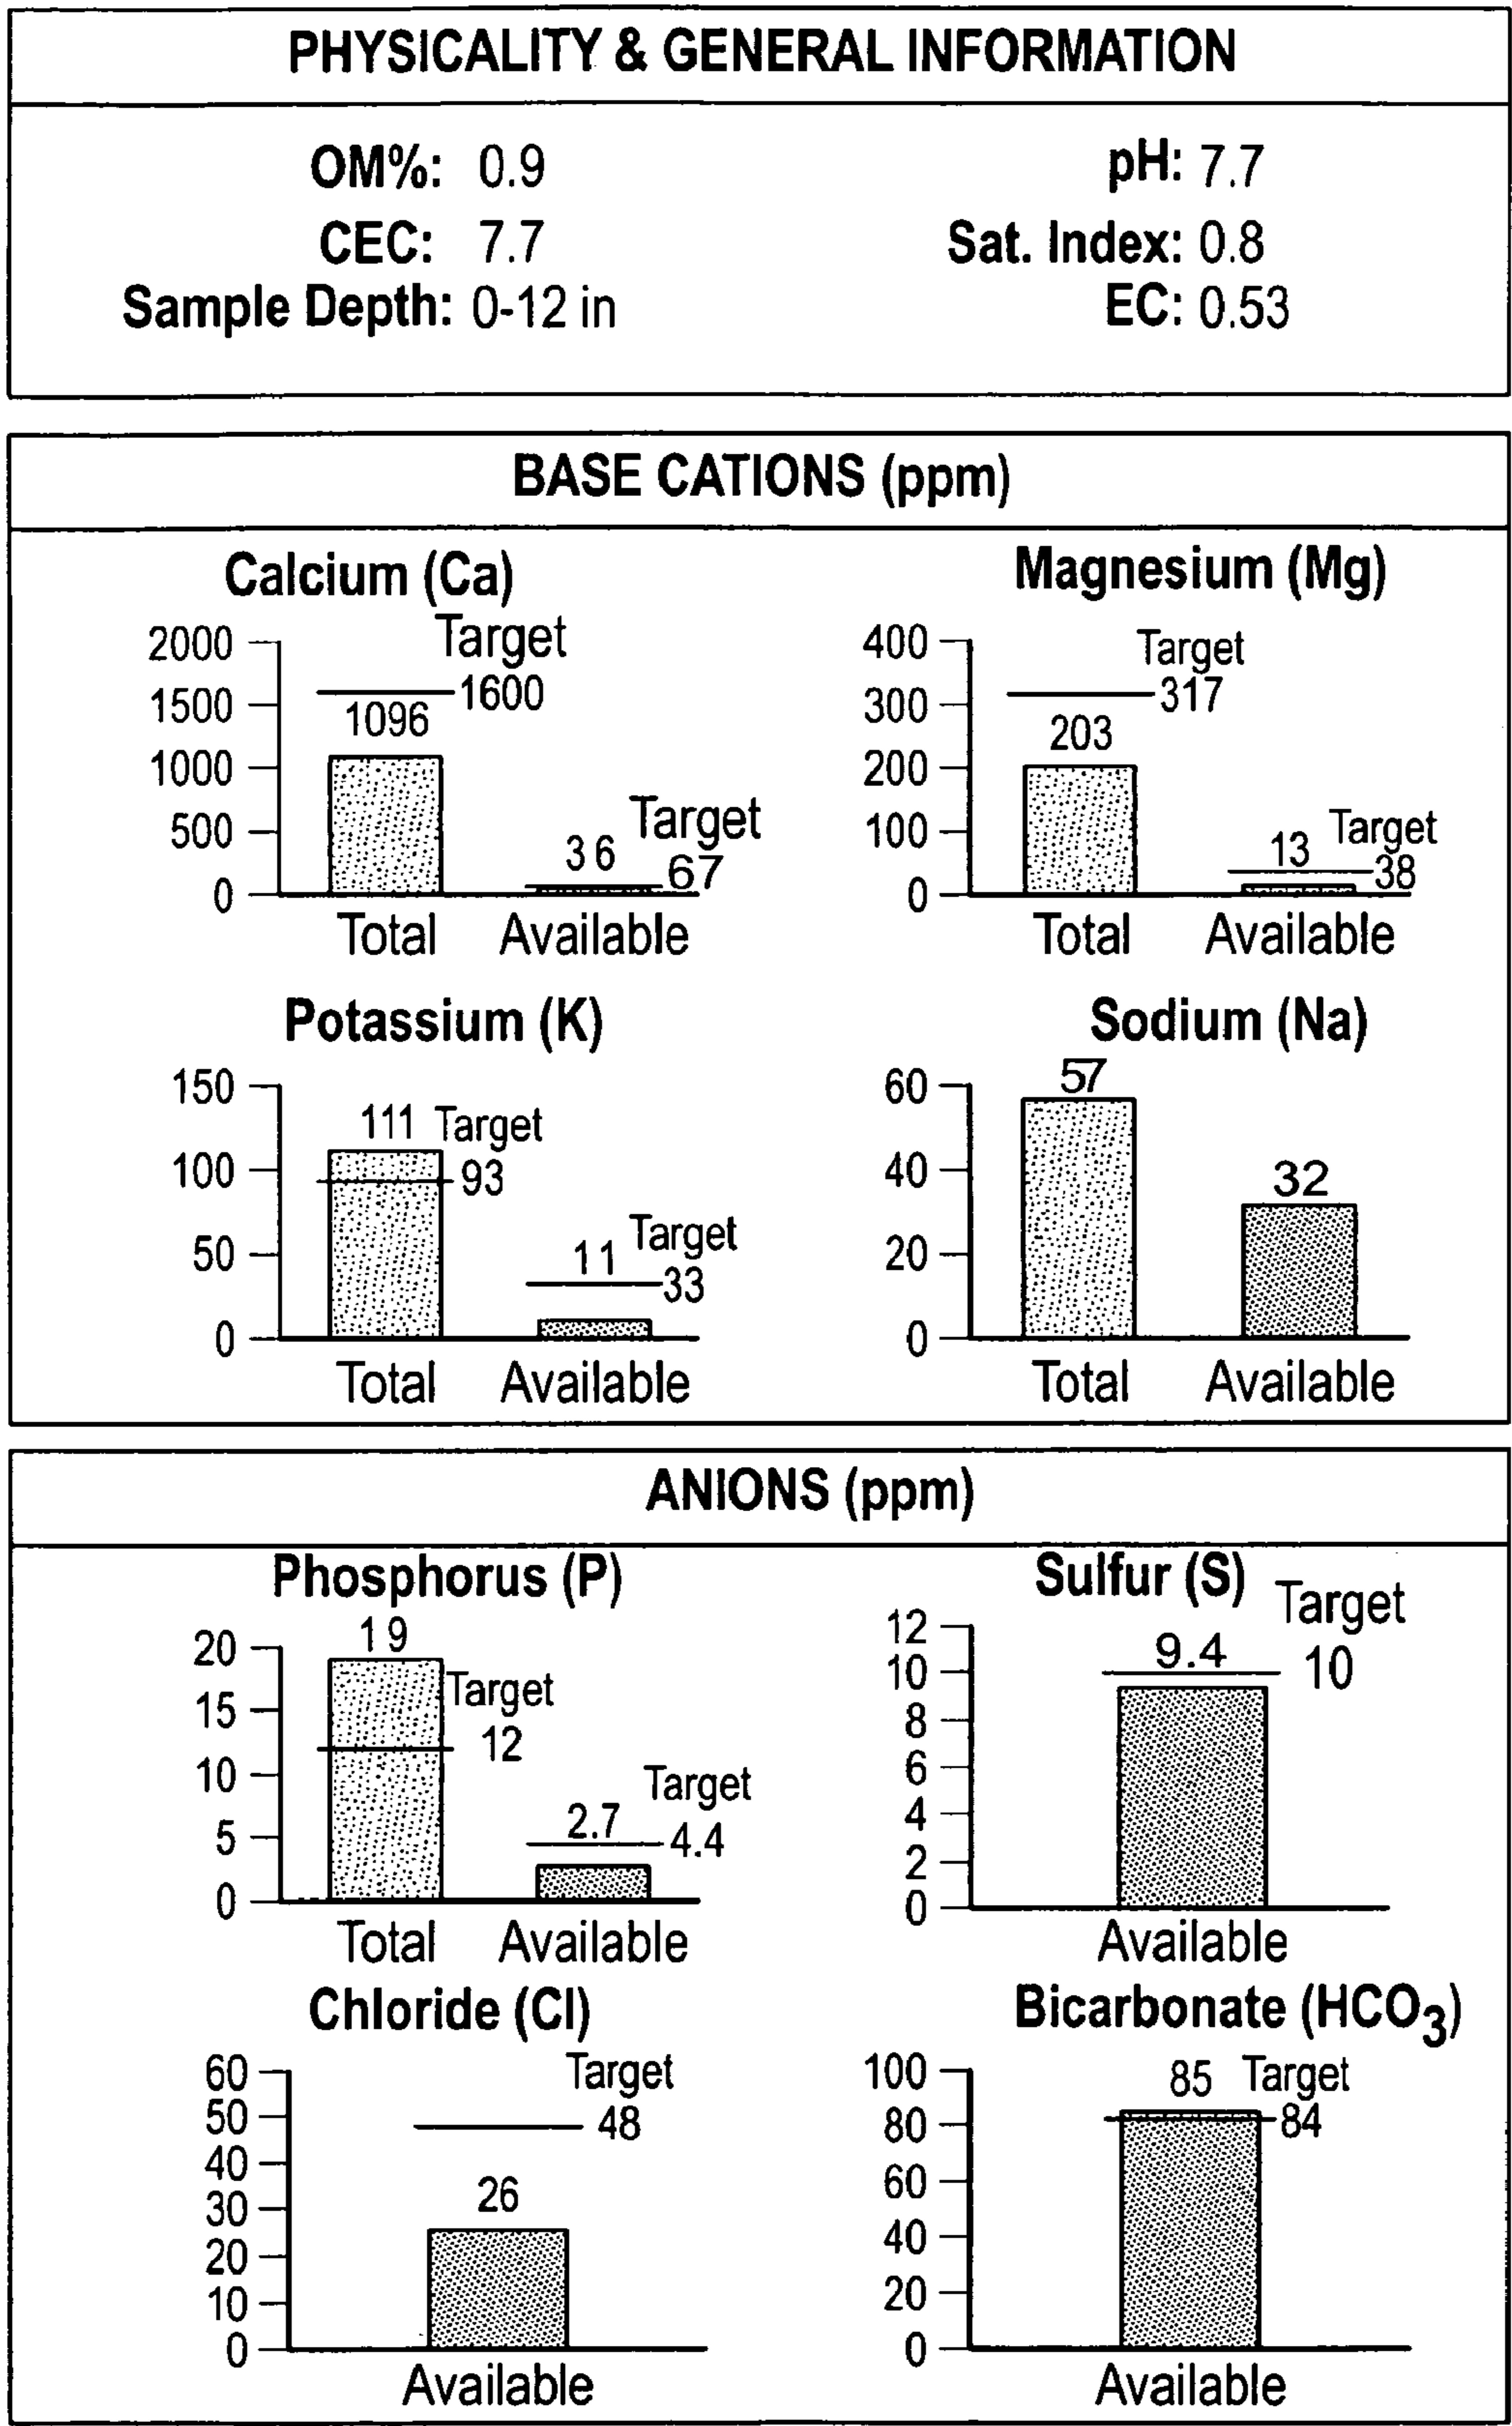 PHYSICALITY & GENERAL INFORMATION
OM%: 0.9
pH: 7.7
CEC: 7.7
Sat. Index: 0.8
Sample Depth: 0-12 in
EC: 0.53
BASE CATIONS (ppm)
Calcium (Ca)
Target
2000
1500
1000
500
0
1600
1096
Target
36
67
Total Available
Magnesium (Mg)
400
300
200
100
0
Target
317
203
Target
13
38
Total Available
Potassium (K)
150
100
50
0
111 Target
93
Target
11
33
Total Available
Sodium (Na)
60
40
20
0
57
32
Total Available
ANIONS (ppm)
Phosphorus (P)
20
15
10
5
0
19
Target
12
Target
2.7
4.4
Total Available
Sulfur (S)
Target
12
10
8
6
4
2
0
9.4
10
Available
Chloride (Cl)
60
50
40
30
20
10
0
Target
48
26
Available
Bicarbonate (HCO3)
100
80
60
40
20
0
85 Target
84
Available